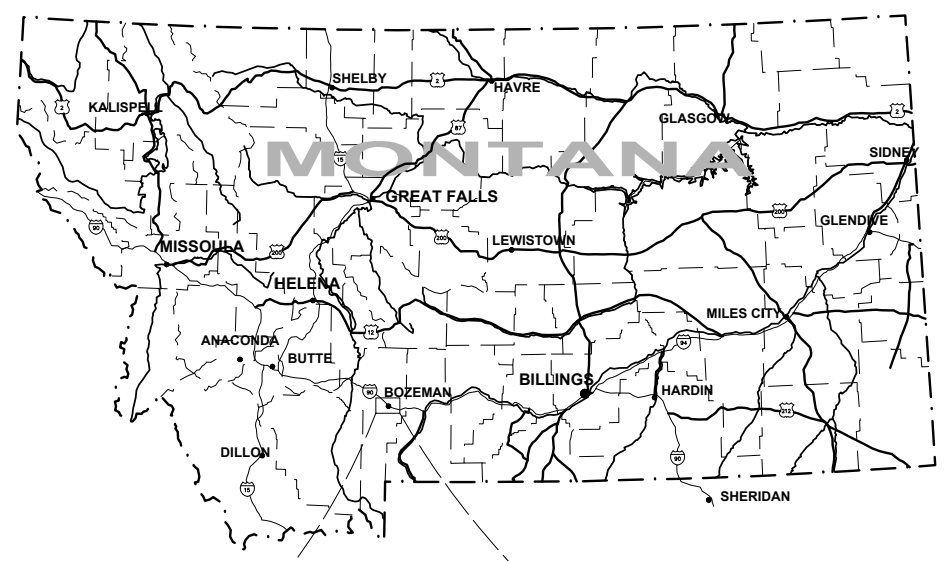 SHELBY
2
HAVRE
2
KALISPELL
2
GLASGOW
87
15
MONTANA
SIDNEY
GREAT FALLS
200
GLENDIVE
90
200
LEWISTOWN
MISSOULA
200
HELENA
MILES CITY
12
94
ANACONDA
BUTTE
BILLINGS
90
BOZEMAN
HARDIN
212
DILLON
90
15
SHERIDAN